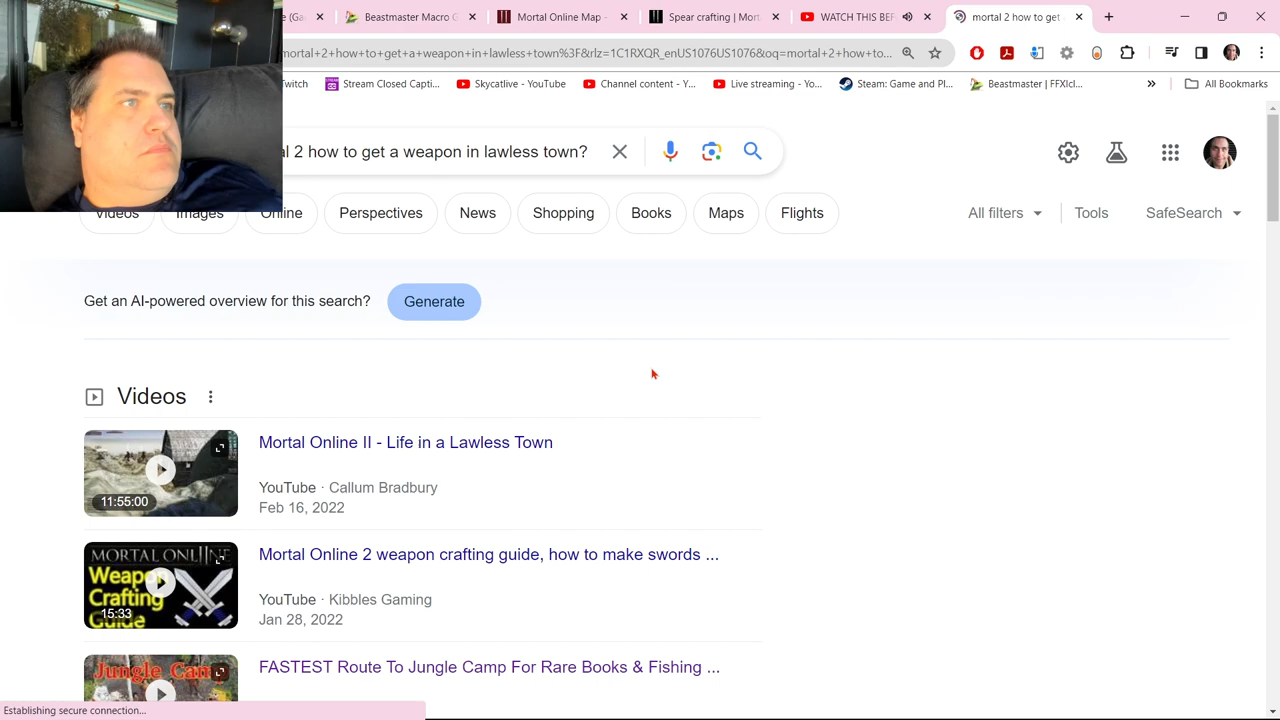 e (Ga
Beastmaster Macro G
Mortal Online Map
Spear crafting | Mort
WATCH THIS BEF
mortal 2 how to get
mortal+2+how+to+get+a+weapon+in+lawless+town%3F&rlz=1C1RXQR_enUS1076US1076&oq=mortal+2+how+to...
Twitch
Stream Closed Capti...
Skycatlive - YouTube
Channel content - Y...
Live streaming - Yo...
Steam: Game and Pl...
Beastmaster | FFXIcl...
All Bookmarks
al 2 how to get a weapon in lawless town?
Videos
Images
Online
Perspectives
News
Shopping
Books
Maps
Flights
All filters
Tools
SafeSearch
Get an AI-powered overview for this search?
Generate
Videos
Mortal Online II - Life in a Lawless Town
YouTube · Callum Bradbury
Feb 16, 2022
11:55:00
Mortal Online 2 weapon crafting guide, how to make swords ...
YouTube · Kibbles Gaming
Jan 28, 2022
MORTAL ONLINE
Weapon
Crafting
Guide
15:33
FASTEST Route To Jungle Camp For Rare Books & Fishing ...
Jungle Camp
Establishing secure connection...